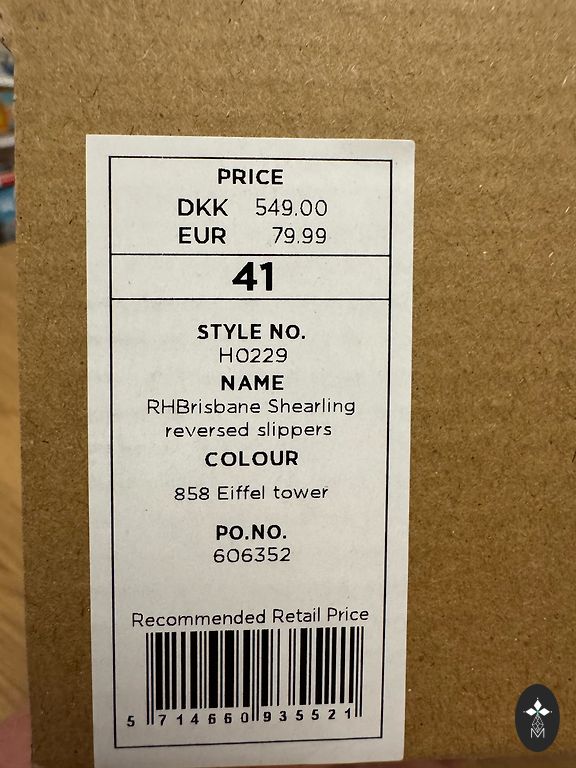 PRICE
DKK 549.00
EUR 79.99
41
STYLE NO.
H0229
NAME
RHBrisbane Shearling
reversed slippers
COLOUR
858 Eiffel tower
PO.NO.
606352
Recommended Retail Price
5 714660 935521
M